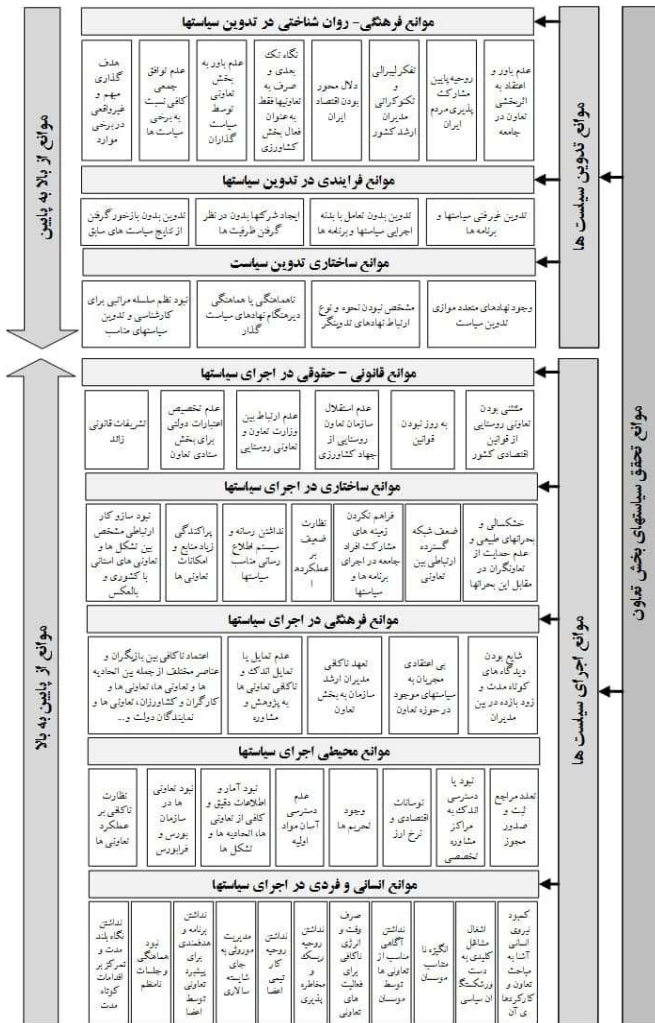 موانع تحقق سیاستهای بخش تعاون
موانع تدوین سیاست ها
موانع از بالا به پایین
موانع فرهنگی- روان شناختی در تدوین سیاستها
عدم باور و
اعتقاد به
اثربخشی
تعاون در
جامعه
روحیه پایین
مشارکت
پذیری مردم
ایران
تفکر لیبرالی
و
تکنوکراتی
مدیران
ارشد کشور
دلال محور
بودن اقتصاد
ایران
نگاه تک
بعدی و
صرف به
تعاونیها فقط
به عنوان
فعال بخش
کشاورزی
عدم باور به
بخش
تعاونی
توسط
سیاست
گذاران
عدم توافق
جمعی
کافی نسبت
به برخی
سیاست ها
هدف
گذاری
مبهم و
غیرواقعی
در برخی
موارد
موانع فرایندی در تدوین سیاستها
تدوین غیرفنی سیاستها و
برنامه ها
تدوین بدون تعامل با بدنه
اجرایی سیاستها و برنامه ها
ایجاد شرکتها بدون در نظر
گرفتن ظرفیت ها
تدوین بدون بازخور گرفتن
از نتایج سیاست های سابق
موانع ساختاری تدوین سیاست
وجود نهادهای متعدد موازی
تدوین سیاست
مشخص نبودن نحوه و نوع
ارتباط نهادهای تدوینگر
ناهماهنگی یا هماهنگی
دیرهنگام نهادهای سیاست
گذار
نبود نظم سلسله مراتبی برای
کارشناسی و تدوین
سیاستهای مناسب
موانع اجرای سیاست ها
موانع از پایین به بالا
موانع قانونی - حقوقی در اجرای سیاستها
مثتنی بودن
تعاونی روستایی
از قوانین
اقتصادی کشور
به روز نبودن
قوانین
عدم استقلال
سازمان تعاون
روستایی از
جهاد کشاورزی
عدم ارتباط بین
وزارت تعاون و
تعاونی روستایی
عدم تخصیص
اعتبارات دولتی
برای بخش
ستادی تعاون
تشریفات قانونی
زائد
موانع ساختاری در اجرای سیاستها
خشکسالی و
بحرانهای طبیعی و
عدم حمایت از
تعاونگران در
مقابل این بحرانها
ضعف شبکه
گسترده
ارتباطی بین
تعاونی
فراهم نکردن
زمینه های
مشارکت افراد
جامعه در اجرای
برنامه ها و
سیاستها
نظارت
ضعیف
بر
عملکرده
ا
نداشتن رسانه و
سیستم اطلاع
رسانی مناسب
سیاستها
پراکندگی
زیاد منابع و
امکانات
تعاونی ها
نبود سازو کار
ارتباطی مشخص
بین تشکل ها و
تعاونی های استانی
با کشوری و
بالعکس
موانع فرهنگی در اجرای سیاستها
شایع بودن
دیدگاه های
کوتاه مدت و
زود بازده در بین
مدیران
بی اعتقادی
مجریان به
سیاستهای موجود
در حوزه تعاون
تعهد ناکافی
مدیران ارشد
سازمان به بخش
تعاون
عدم تمایل یا
تمایل اندک و
ناکافی تعاونی ها
به پژوهش و
مشاوره
اعتماد ناکافی بین بازیگران و
عناصر مختلف از جمله بین اتحادیه
ها و تعاونی ها، تعاونی ها و
کارگران و کشاورزان، تعاونی ها و
نمایندگان دولت و...
موانع محیطی اجرای سیاستها
تعدد مراجع
ثبت و
صدور
مجوز
نبود یا
دسترسی
اندک به
مراکز
مشاوره
تخصصی
نوسانات
اقتصادی و
نرخ ارز
وجود
تحریم ها
عدم
دسترسی
آسان مواد
اولیه
نبود آمار و
اطلاعات دقیق و
کافی از تعاونی
ها، اتحادیه ها و
تشکل ها
نبود تعاونی
ها در
سازمان
بورس و
فرابورس
نظارت
ناکافی بر
عملکرد
تعاونی ها
موانع انسانی و فردی در اجرای سیاستها
کمبود
نیروی
انسانی
آشنا به
مباحث
تعاون و
کارکردها
ی آن
اشغال
مشاغل
کلیدی به
دست
ورشکستگ
ان سیاسی
انگیزه نا
متناسب
موسسان
نداشتن
آگاهی
مناسب از
تعاونی ها
توسط
موسسان
صرف
وقت و
انرژی
ناکافی
برای
فعالیت
های
تعاونی
نداشتن
روحیه
ریسک
و
مخاطره
پذیری
نداشتن
روحیه
کار
تیمی
اعضا
مدیریت
موروثی به
جای
شایسته
سالاری
نداشتن
برنامه و
هدفمندی
برای
پیشبرد
تعاونی
توسط
اعضا
نبود
هماهنگی
و جلسات
نامنظم
نداشتن
نگاه بلند
مدت و
تمرکز بر
اقدامات
کوتاه
مدت